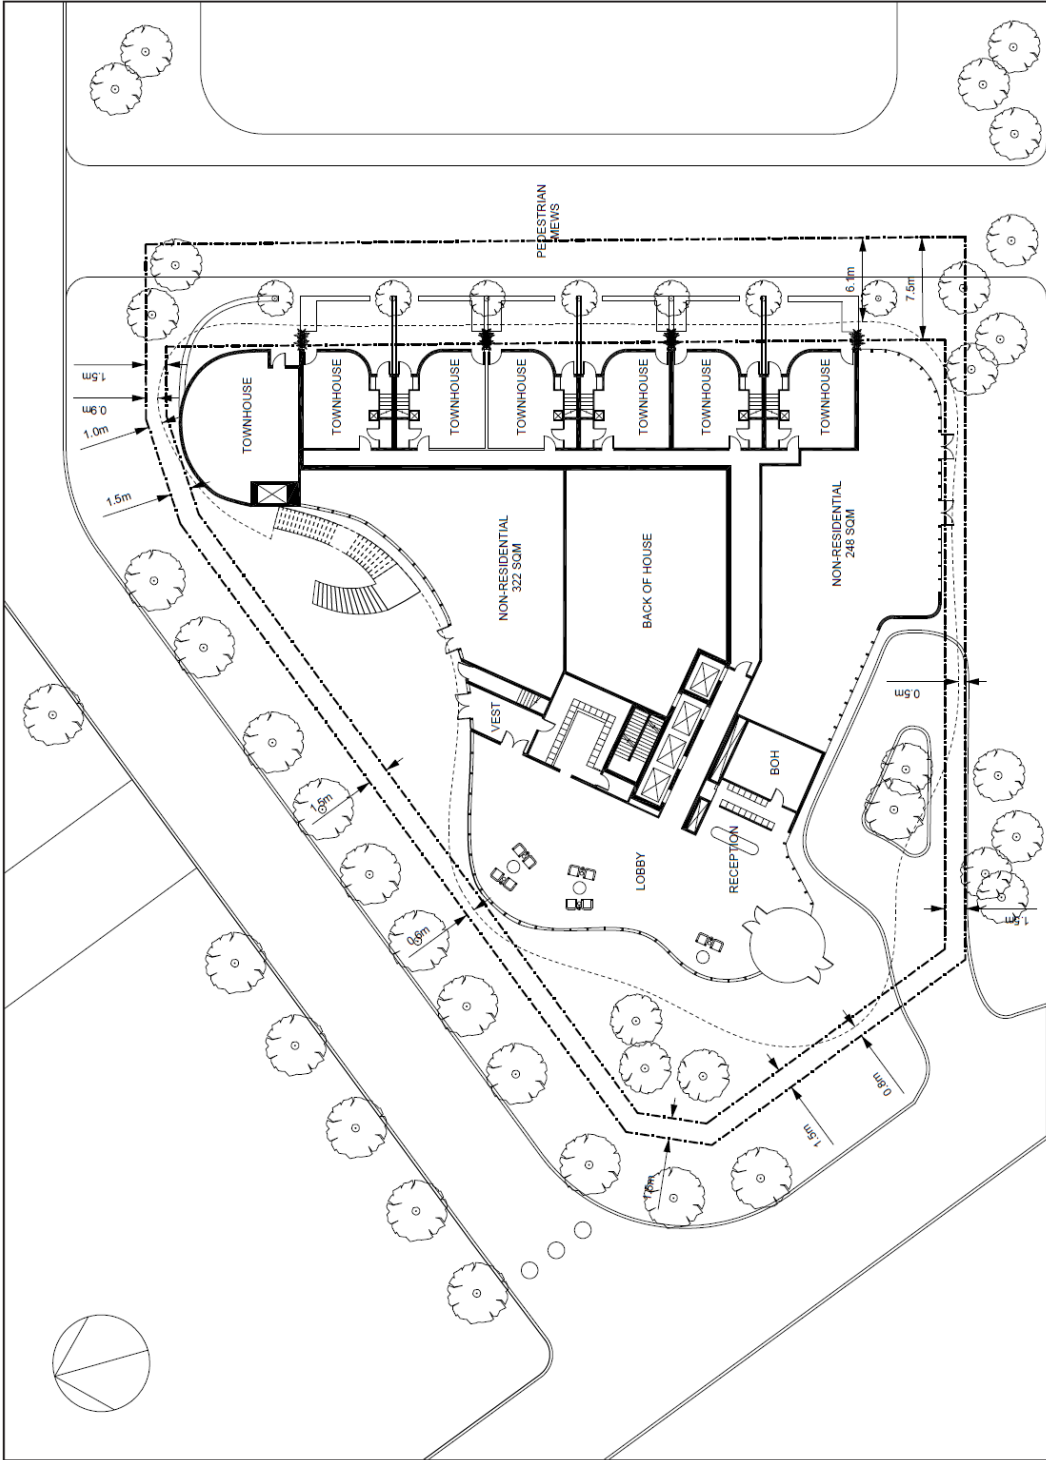 PEDESTRIAN
MEWS
6.1m
7.5m
1.5m
0.9m
1.0m
1.5m
TOWNHOUSE
TOWNHOUSE
TOWNHOUSE
TOWNHOUSE
TOWNHOUSE
TOWNHOUSE
TOWNHOUSE
NON-RESIDENTIAL
322 SQM
BACK OF HOUSE
NON-RESIDENTIAL
248 SQM
0.5m
VEST
BOH
1.5m
LOBBY
RECEPTION
0.6m
1.5m
0.8m
1.5m
1.5m